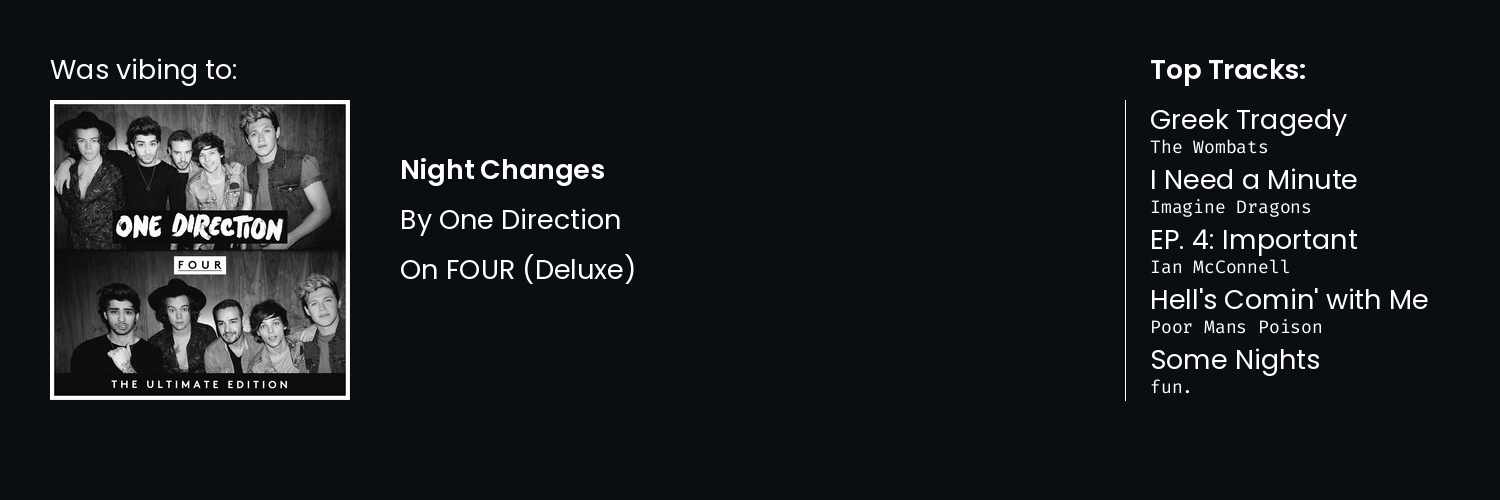 Was vibing to:
ONE DIRECTION
FOUR
THE ULTIMATE EDITION
Night Changes
By One Direction
On FOUR (Deluxe)
Top Tracks:
Greek Tragedy
The Wombats
I Need a Minute
Imagine Dragons
EP. 4: Important
Ian McConnell
Hell's Comin' with Me
Poor Mans Poison
Some Nights
fun.